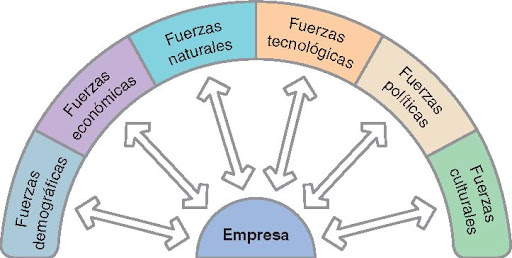 Fuerzas
demográficas
Fuerzas
económicas
Fuerzas
naturales
Fuerzas
tecnológicas
Fuerzas
políticas
Fuerzas
culturales
Empresa